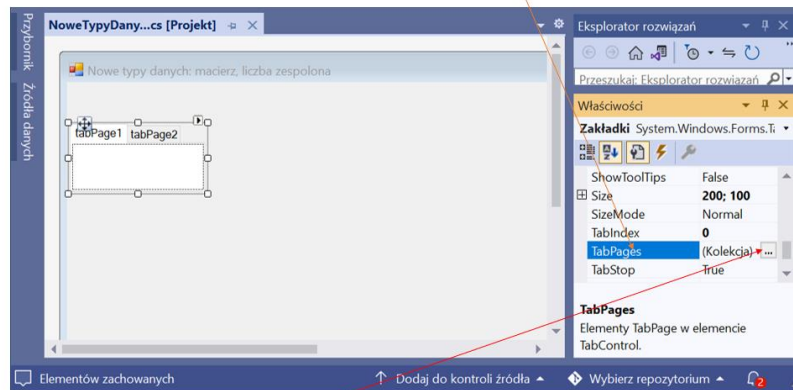 Przybornik
Źródła danych
NoweTypyDany...cs [Projekt]
Nowe typy danych: macierz, liczba zespolona
tabPage1 tabPage2
Eksplorator rozwiązań
Przeszukaj: Eksplorator rozwiązań
Właściwości
Zakładki System.Windows.Forms.Ta
ShowToolTips False
Size 200; 100
SizeMode Normal
TabIndex 0
TabPages (Kolekcja) ...
TabStop True
TabPages
Elementy TabPage w elemencie
TabControl.
Elementów zachowanych
Dodaj do kontroli źródła
Wybierz repozytorium
2